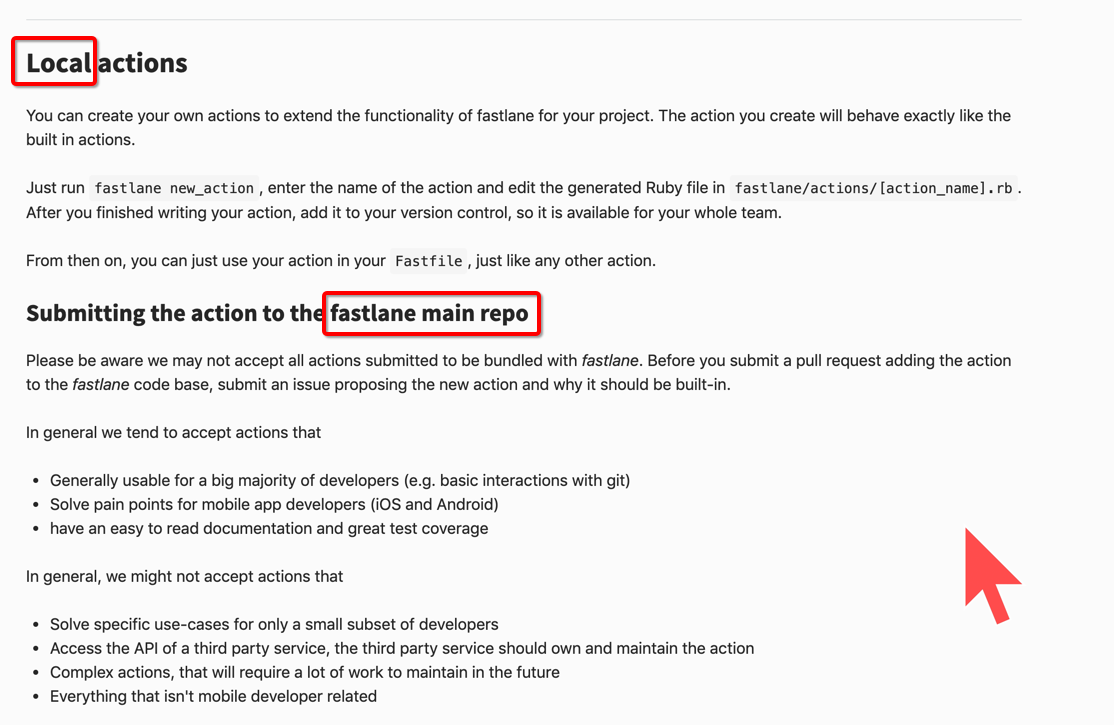 Local actions
You can create your own actions to extend the functionality of fastlane for your project. The action you create will behave exactly like the
built in actions.
Just run fastlane new_action, enter the name of the action and edit the generated Ruby file in fastlane/actions/[action_name].rb.
After you finished writing your action, add it to your version control, so it is available for your whole team.
From then on, you can just use your action in your Fastfile, just like any other action.
Submitting the action to the fastlane main repo
Please be aware we may not accept all actions submitted to be bundled with fastlane. Before you submit a pull request adding the action
to the fastlane code base, submit an issue proposing the new action and why it should be built-in.
In general we tend to accept actions that
• Generally usable for a big majority of developers (e.g. basic interactions with git)
• Solve pain points for mobile app developers (iOS and Android)
• have an easy to read documentation and great test coverage
In general, we might not accept actions that
• Solve specific use-cases for only a small subset of developers
• Access the API of a third party service, the third party service should own and maintain the action
• Complex actions, that will require a lot of work to maintain in the future
• Everything that isn't mobile developer related